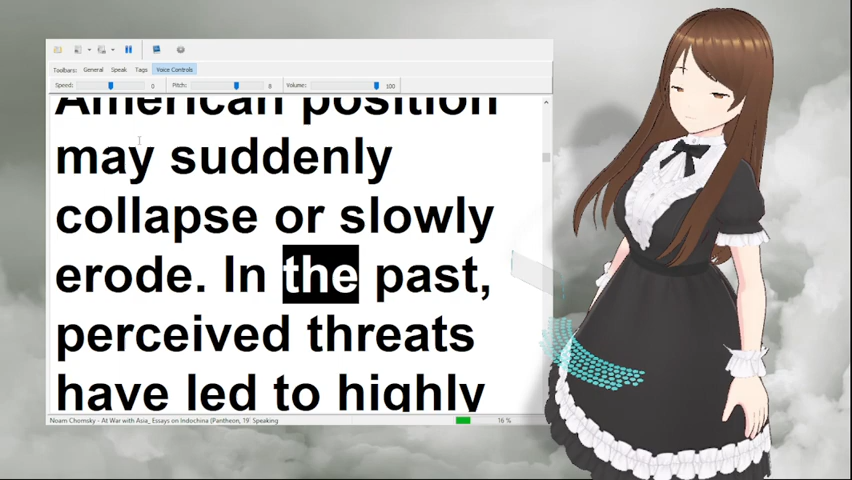 Toolbars: General Speak Tags Voice Controls
Speed: 0 Pitch: 8 Volume: 100
American position
may suddenly
collapse or slowly
erode. In the past,
perceived threats
have led to highly
Noam Chomsky - At War with Asia_ Essays on Indochina (Pantheon, 19 Speaking 16 %